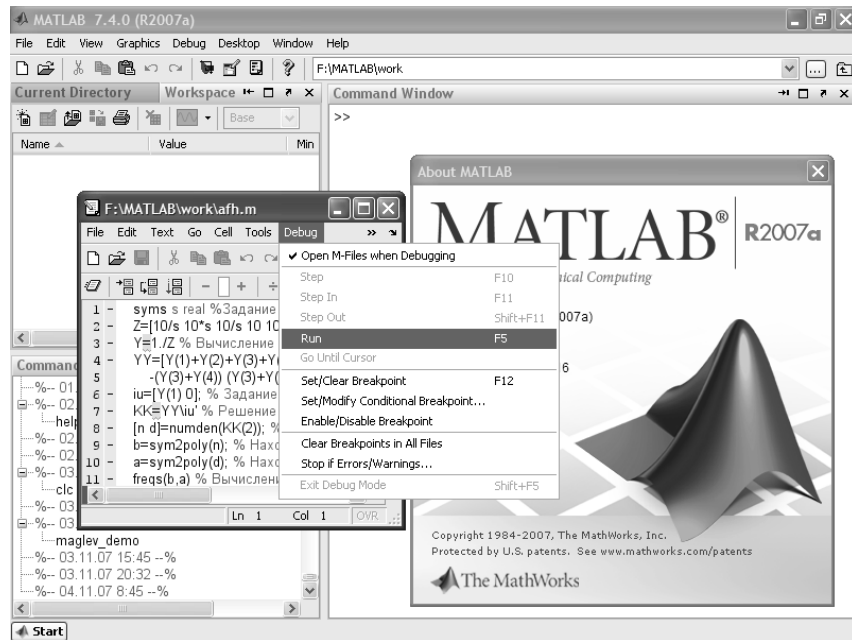 MATLAB 7.4.0 (R2007a)
File Edit View Graphics Debug Desktop Window Help
F:\MATLAB\work
Current Directory Workspace
Base
Name Value Min
Command Window
>>
About MATLAB
MATLAB® R2007a
nical Computing
007a)
6
Copyright 1984-2007, The MathWorks, Inc.
Protected by U.S. patents. See www.mathworks.com/patents
The MathWorks
F:\MATLAB\work\afh.m
File Edit Text Go Cell Tools Debug
1 - syms s real %Задание
2 - Z=[10/s 10*s 10/s 10 10
3 - Y=1./Z % Вычисление
4 - YY=[Y(1)+Y(2)+Y(3)+Y(
5 -(Y(3)+Y(4)) (Y(3)+Y(
6 - iu=[Y(1) 0]; % Задание
7 - KK=YY\iu' % Решение
8 - [n d]=numden(KK(2)); %
9 - b=sym2poly(n); % Нахо
10 - a=sym2poly(d); % Нахо
11 - freqs(b,a) % Вычислени
Ln 1 Col 1 OVR
Open M-Files when Debugging
Step F10
Step In F11
Step Out Shift+F11
Run F5
Go Until Cursor
Set/Clear Breakpoint F12
Set/Modify Conditional Breakpoint...
Enable/Disable Breakpoint
Clear Breakpoints in All Files
Stop if Errors/Warnings...
Exit Debug Mode Shift+F5
Command
%-- 01.
%-- 02.
help
%-- 02.
%-- 02.
%-- 03.
clc
%-- 03.
%-- 03.
maglev_demo
%-- 03.11.07 15:45 --%
%-- 03.11.07 20:32 --%
%-- 04.11.07 8:45 --%
Start